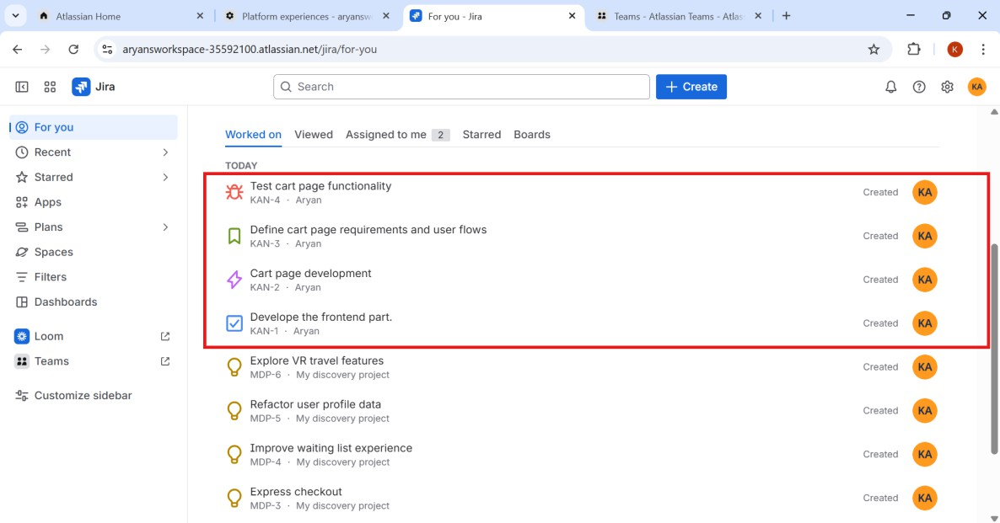 Atlassian Home
Platform experiences - aryansw
For you - Jira
Teams - Atlassian Teams - Atlas
aryansworkspace-35592100.atlassian.net/jira/for-you
K
Jira
Search
Create
KA
For you
Recent
Starred
Apps
Plans
Spaces
Filters
Dashboards
Loom
Teams
Customize sidebar
Worked on Viewed Assigned to me 2 Starred Boards
TODAY
Test cart page functionality
KAN-4 · Aryan
Created KA
Define cart page requirements and user flows
KAN-3 · Aryan
Created KA
Cart page development
KAN-2 · Aryan
Created KA
Develope the frontend part.
KAN-1 · Aryan
Created KA
Explore VR travel features
MDP-6 · My discovery project
Created KA
Refactor user profile data
MDP-5 · My discovery project
Created KA
Improve waiting list experience
MDP-4 · My discovery project
Created KA
Express checkout
MDP-3 · My discovery project
Created KA